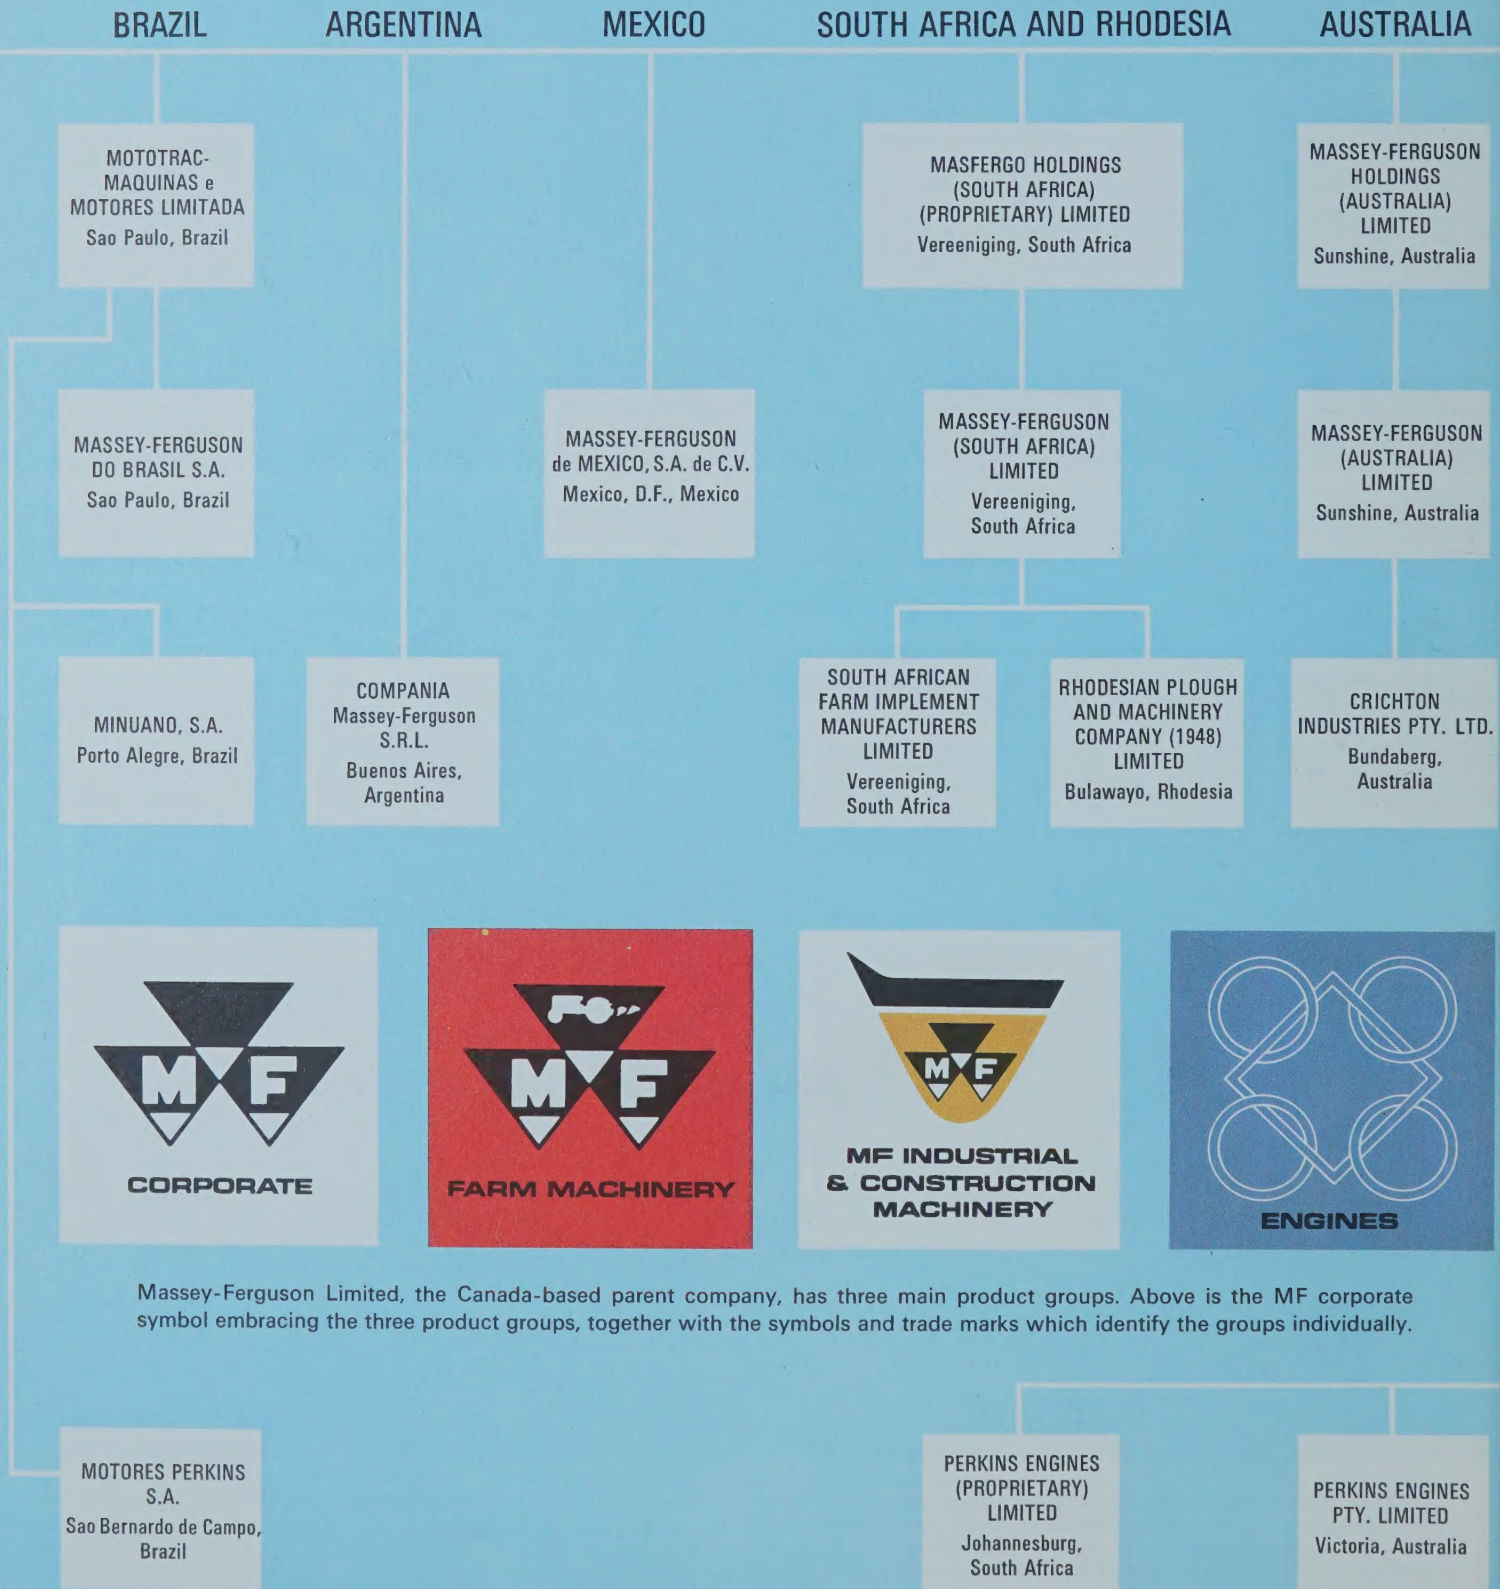 BRAZIL
ARGENTINA
MEXICO
SOUTH AFRICA AND RHODESIA
AUSTRALIA
MOTOTRAC-
MAQUINAS e
MOTORES LIMITADA
Sao Paulo, Brazil
MASFERGO HOLDINGS
(SOUTH AFRICA)
(PROPRIETARY) LIMITED
Vereeniging, South Africa
MASSEY-FERGUSON
HOLDINGS
(AUSTRALIA)
LIMITED
Sunshine, Australia
MASSEY-FERGUSON
DO BRASIL S.A.
Sao Paulo, Brazil
MASSEY-FERGUSON
de MEXICO, S.A. de C.V.
Mexico, D.F., Mexico
MASSEY-FERGUSON
(SOUTH AFRICA)
LIMITED
Vereeniging,
South Africa
MASSEY-FERGUSON
(AUSTRALIA)
LIMITED
Sunshine, Australia
MINUANO, S.A.
Porto Alegre, Brazil
COMPANIA
Massey-Ferguson
S.R.L.
Buenos Aires,
Argentina
SOUTH AFRICAN
FARM IMPLEMENT
MANUFACTURERS
LIMITED
Vereeniging,
South Africa
RHODESIAN PLOUGH
AND MACHINERY
COMPANY (1948)
LIMITED
Bulawayo, Rhodesia
CRICHTON
INDUSTRIES PTY. LTD.
Bundaberg,
Australia
MF
CORPORATE
MF
FARM MACHINERY
MF
MF INDUSTRIAL
& CONSTRUCTION
MACHINERY
ENGINES
Massey-Ferguson Limited, the Canada-based parent company, has three main product groups. Above is the MF corporate
symbol embracing the three product groups, together with the symbols and trade marks which identify the groups individually.
MOTORES PERKINS
S.A.
Sao Bernardo de Campo,
Brazil
PERKINS ENGINES
(PROPRIETARY)
LIMITED
Johannesburg,
South Africa
PERKINS ENGINES
PTY. LIMITED
Victoria, Australia